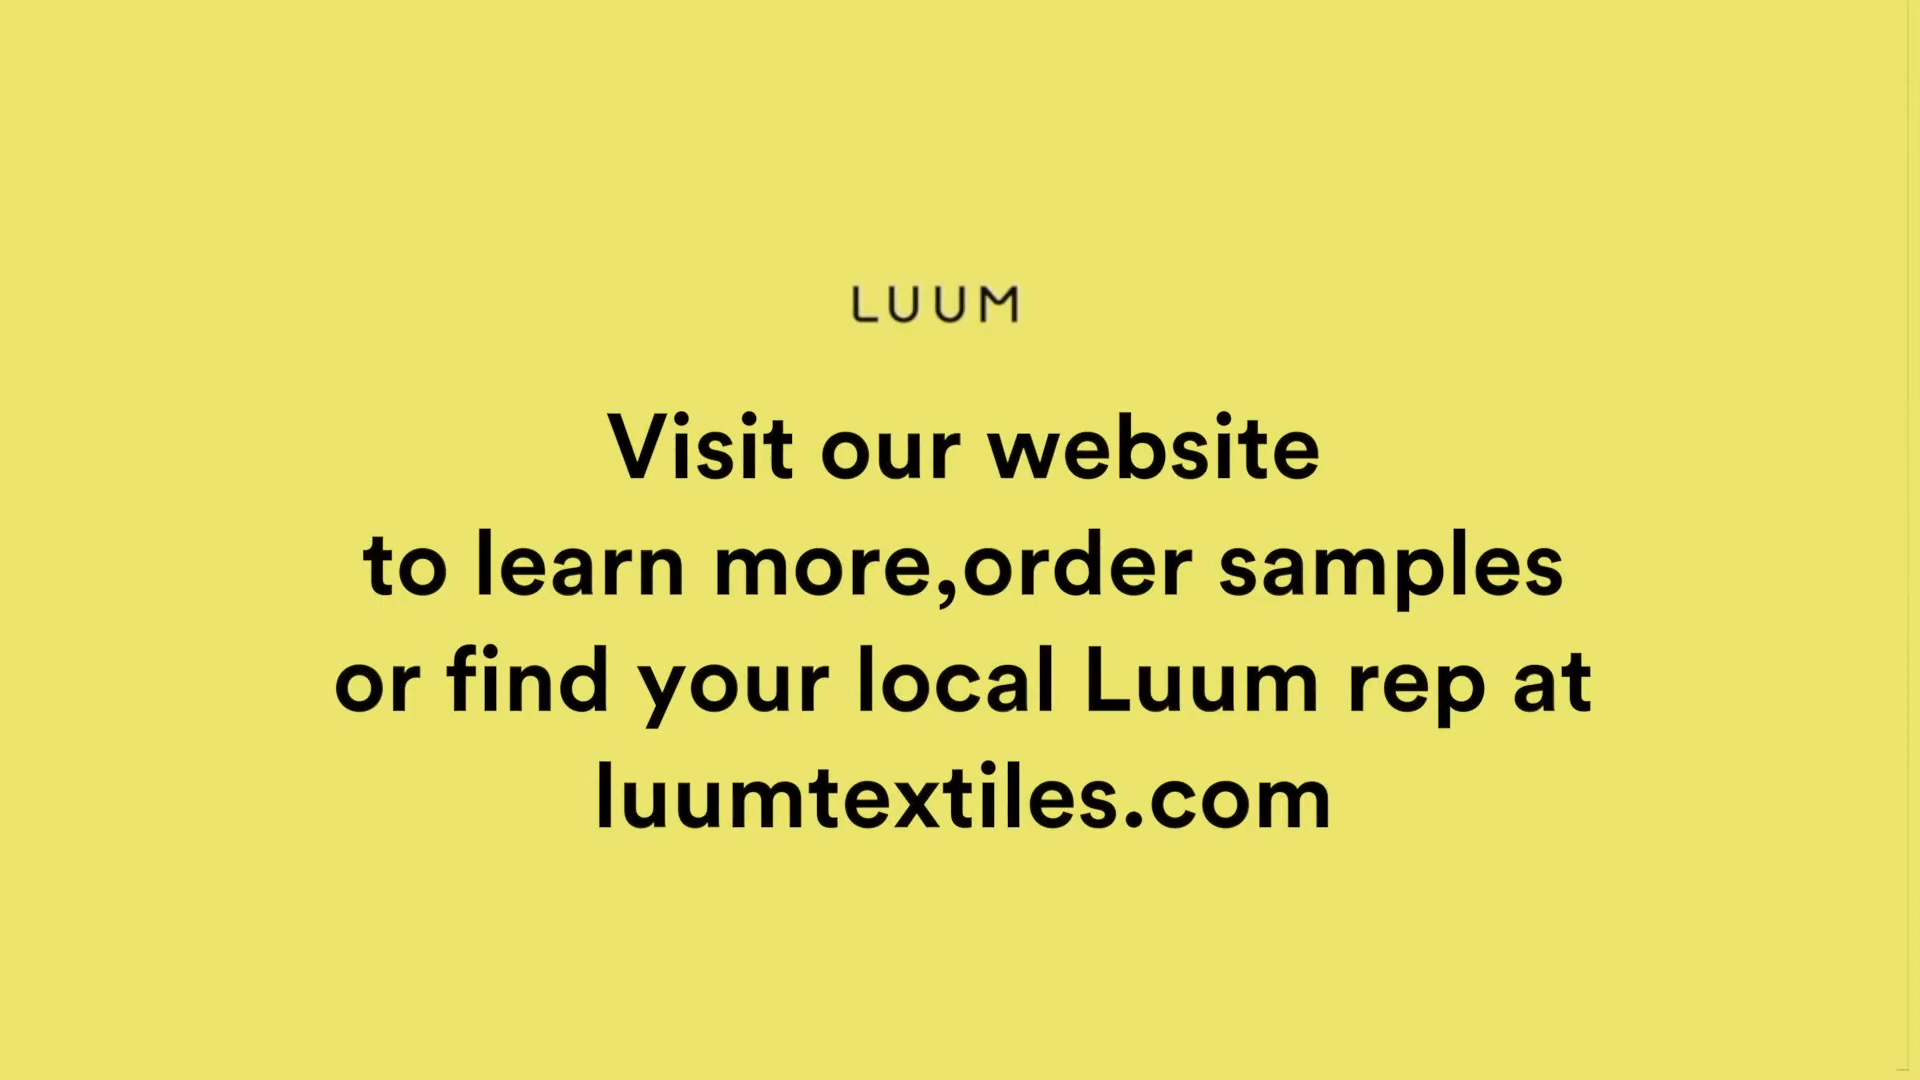 LUUM
Visit our website
to learn more,order samples
or find your local Luum rep at
luumtextiles.com